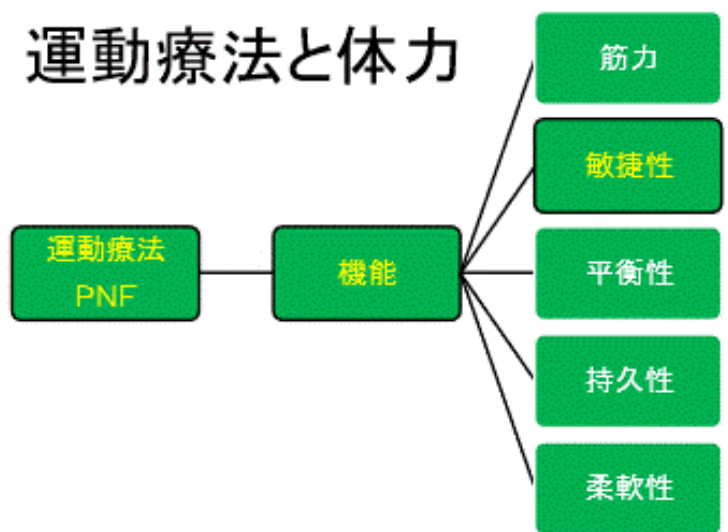 運動療法と体力
運動療法
PNF
機能
筋力
敏捷性
平衡性
持久性
柔軟性